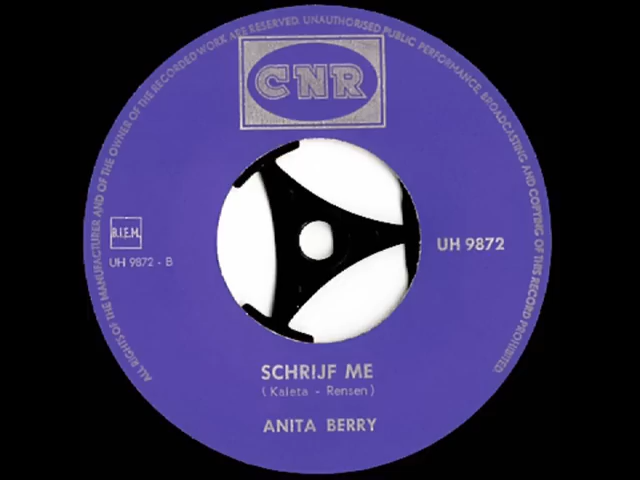 ALL RIGHTS OF THE MANUFACTURER AND OF THE OWNER OF THE RECORDED WORK ARE RESERVED. UNAUTHORISED PUBLIC PERFORMANCE, BROADCASTING AND COPYING OF THIS RECORD PROHIBITED.
CNR
B.I.E.M.
UH 9872 - B
UH 9872
SCHRIJF ME
(Kaleta - Rensen)
ANITA BERRY